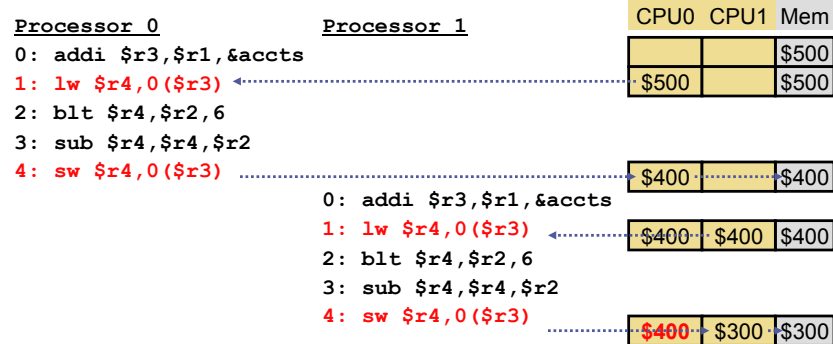 CPU0 CPU1 Mem
Processor 0 Processor 1
0: addi $r3,$r1,&accts
$500
1: lw $r4,0($r3) $500 $500
2: blt $r4,$r2,6
3: sub $r4,$r4,$r2
4: sw $r4,0($r3) $400 $400
0: addi $r3,$r1,&accts
1: lw $r4,0($r3) $400 $400 $400
2: blt $r4,$r2,6
3: sub $r4,$r4,$r2
4: sw $r4,0($r3) $400 $300 $300